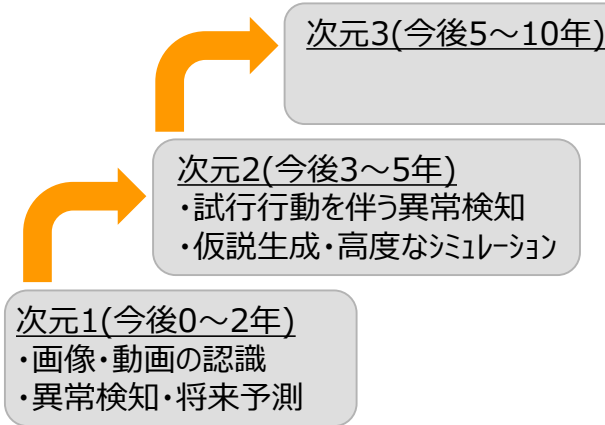 次元3(今後5～10年)
次元2(今後3～5年)
・試行行動を伴う異常検知
・仮説生成・高度なｼﾐｭﾚｰｼｮﾝ
次元1(今後0～2年)
・画像・動画の認識
・異常検知・将来予測